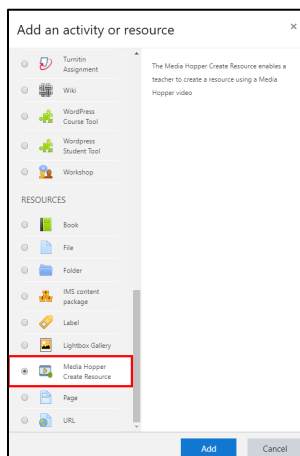 Add an activity or resource
×
Turnitin
Assignment
Wiki
WordPress
Course Tool
Wordpress
Student Tool
Workshop
RESOURCES
Book
File
Folder
IMS content
package
Label
Lightbox Gallery
Media Hopper
Create Resource
Page
URL
The Media Hopper Create Resource enables a
teacher to create a resource using a Media
Hopper video
Add
Cancel